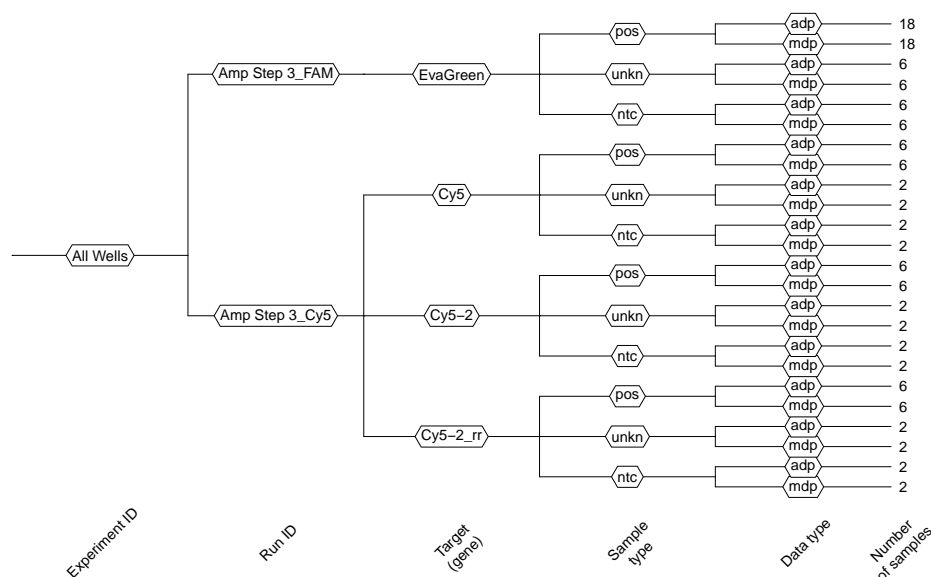 adp 18
pos
mdp 18
Amp Step 3_FAM EvaGreen unkn adp 6
mdp 6
ntc adp 6
mdp 6
pos adp 6
mdp 6
Cy5 unkn adp 2
mdp 2
ntc adp 2
mdp 2
All Wells
pos adp 6
mdp 6
Amp Step 3_Cy5 Cy5−2 unkn adp 2
mdp 2
ntc adp 2
mdp 2
pos adp 6
mdp 6
Cy5−2_rr unkn adp 2
mdp 2
ntc adp 2
mdp 2
Experiment ID
Run ID
Target
(gene)
Sample
type
Data type
Number
of samples